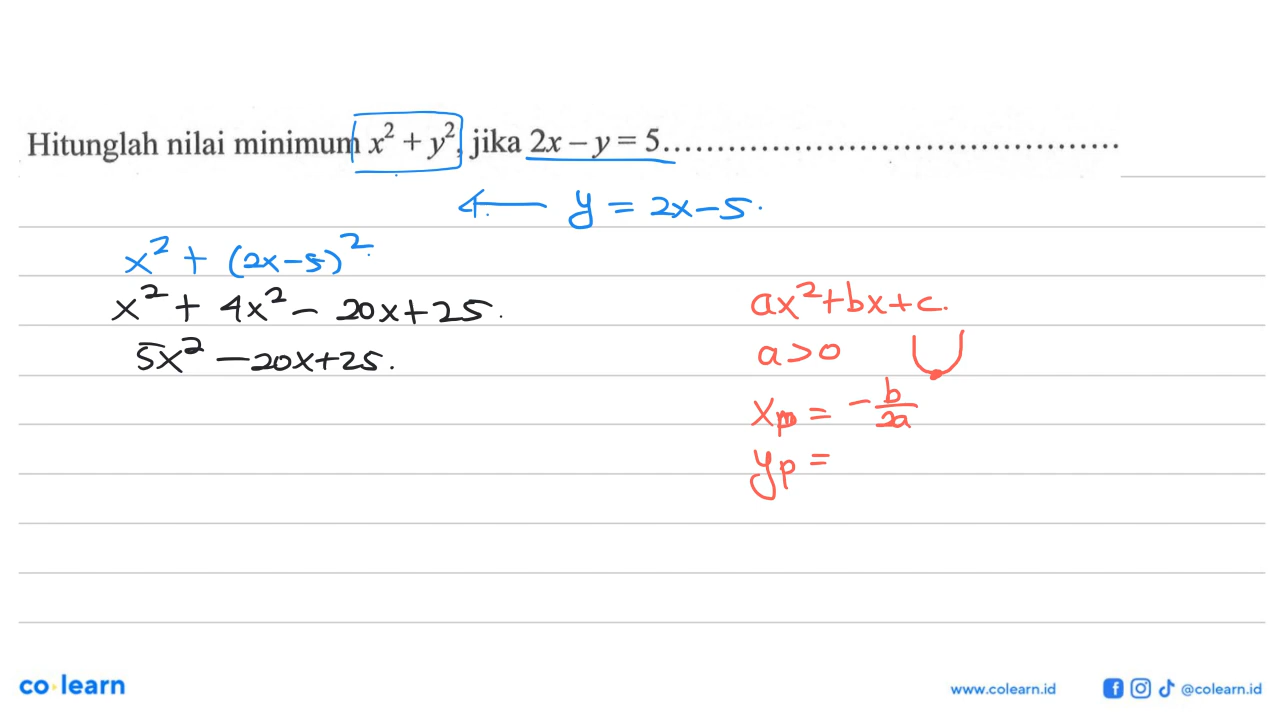 Hitunglah nilai minimum x² + y², jika 2x – y = 5..........................................
y = 2x-5.
x² + (2x-5)²
x² + 4x² - 20x+25.
5x² - 20x+25.
ax²+bx+c.
a>0
xp = -b/2a
yp =
co learn
www.colearn.id
@colearn.id